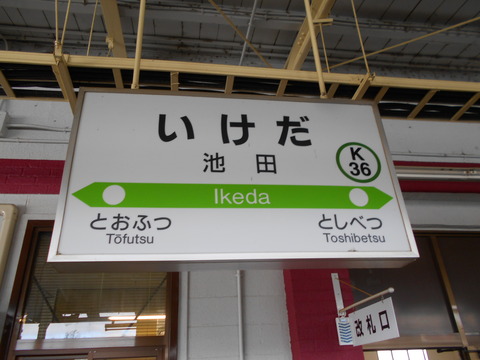 いけだ
池田
K
36
Ikeda
とおふつ
Tōfutsu
としべつ
Toshibetsu
改札口